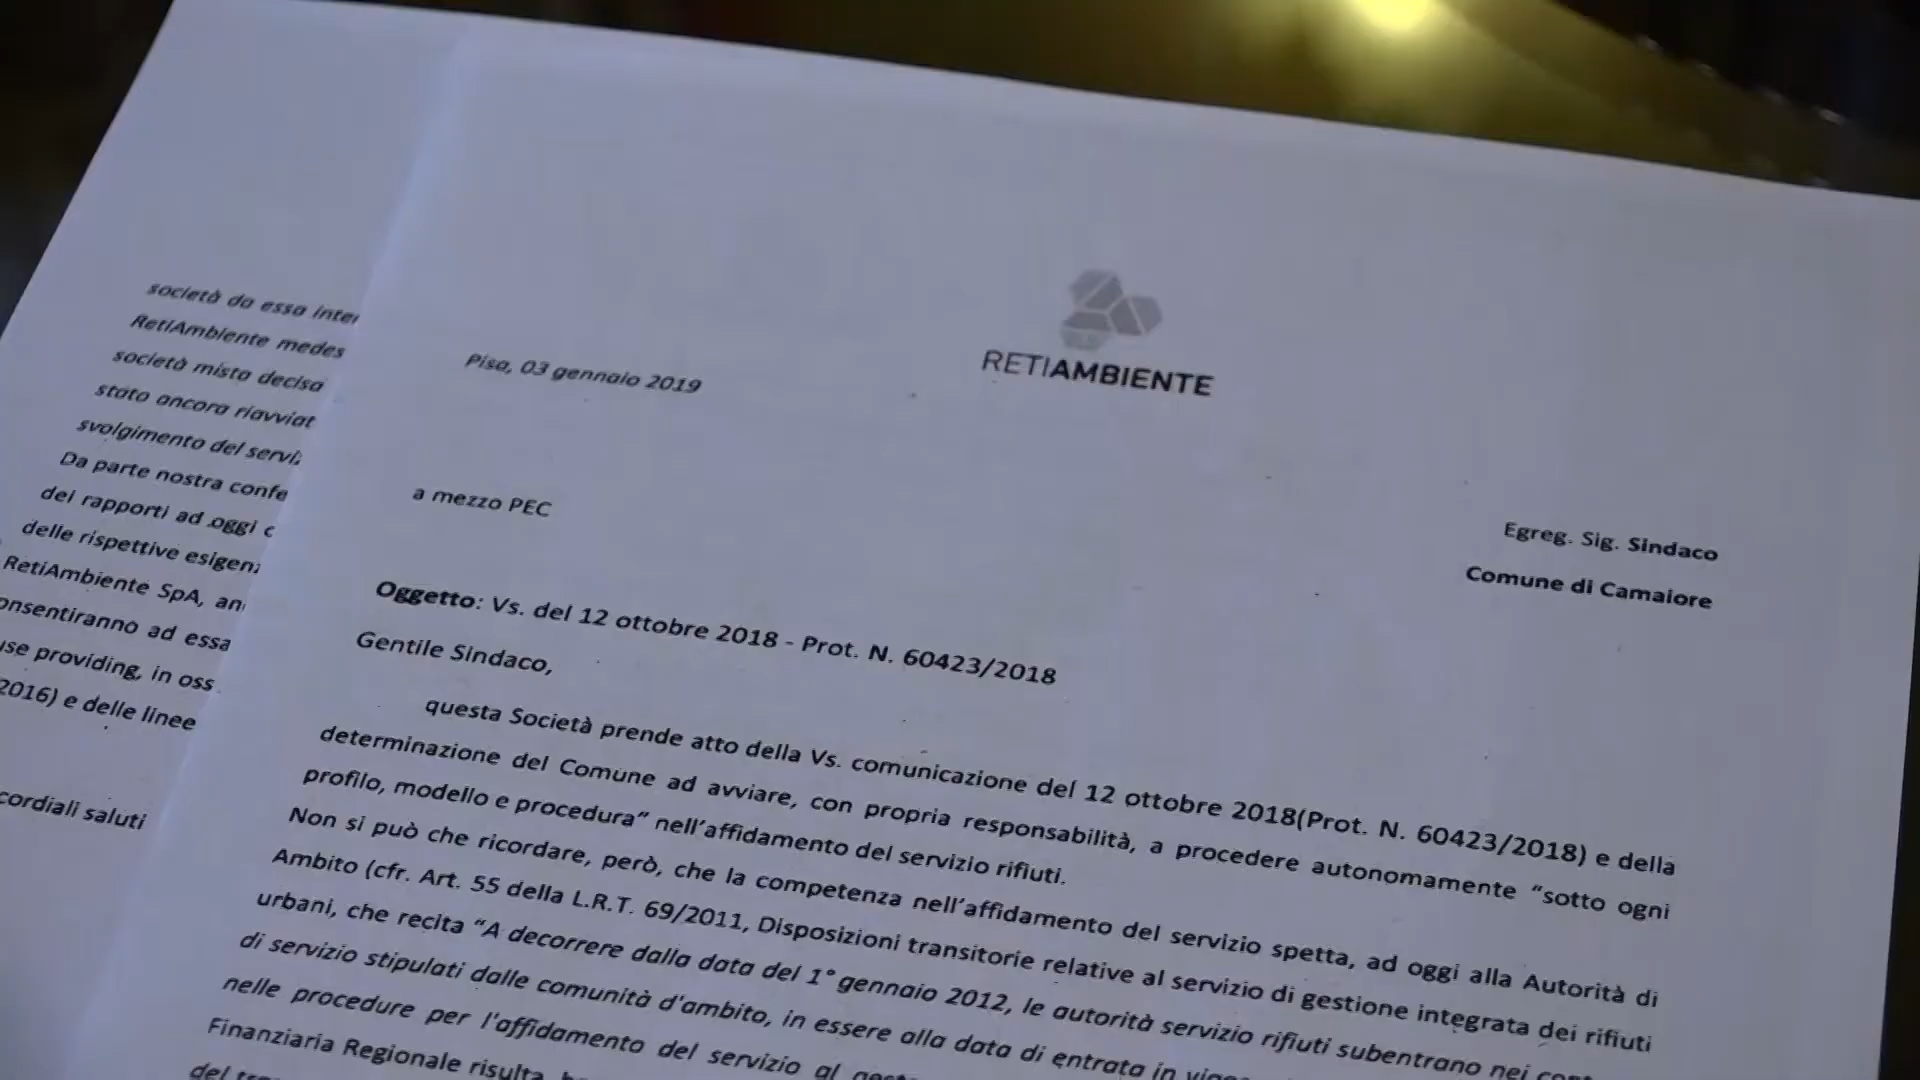 società da essa inter
RetiAmbiente medes
società mista decisa
stato ancora riavviat
svolgimento del servi
Da parte nostra confe
dei rapporti ad oggi c
delle rispettive esigen
RetiAmbiente SpA, an
onsentiranno ad essa
use providing, in oss
2016) e delle linee
cordiali saluti
RETIAMBIENTE
Pisa, 03 gennaio 2019
a mezzo PEC
Egreg. Sig. Sindaco
Comune di Camaiore
Oggetto: Vs. del 12 ottobre 2018 - Prot. N. 60423/2018
Gentile Sindaco,
questa Società prende atto della Vs. comunicazione del 12 ottobre 2018(Prot. N. 60423/2018) e della
determinazione del Comune ad avviare, con propria responsabilità, a procedere autonomamente “sotto ogni
profilo, modello e procedura” nell’affidamento del servizio rifiuti.
Non si può che ricordare, però, che la competenza nell’affidamento del servizio spetta, ad oggi alla Autorità di
Ambito (cfr. Art. 55 della L.R.T. 69/2011, Disposizioni transitorie relative al servizio di gestione integrata dei rifiuti
urbani, che recita “A decorrere dalla data del 1° gennaio 2012, le autorità servizio rifiuti subentrano nei cont
di servizio stipulati dalle comunità d'ambito, in essere alla data di entrata in vigo
nelle procedure per l'affidamento del servizio al gest
Finanziaria Regionale risulta